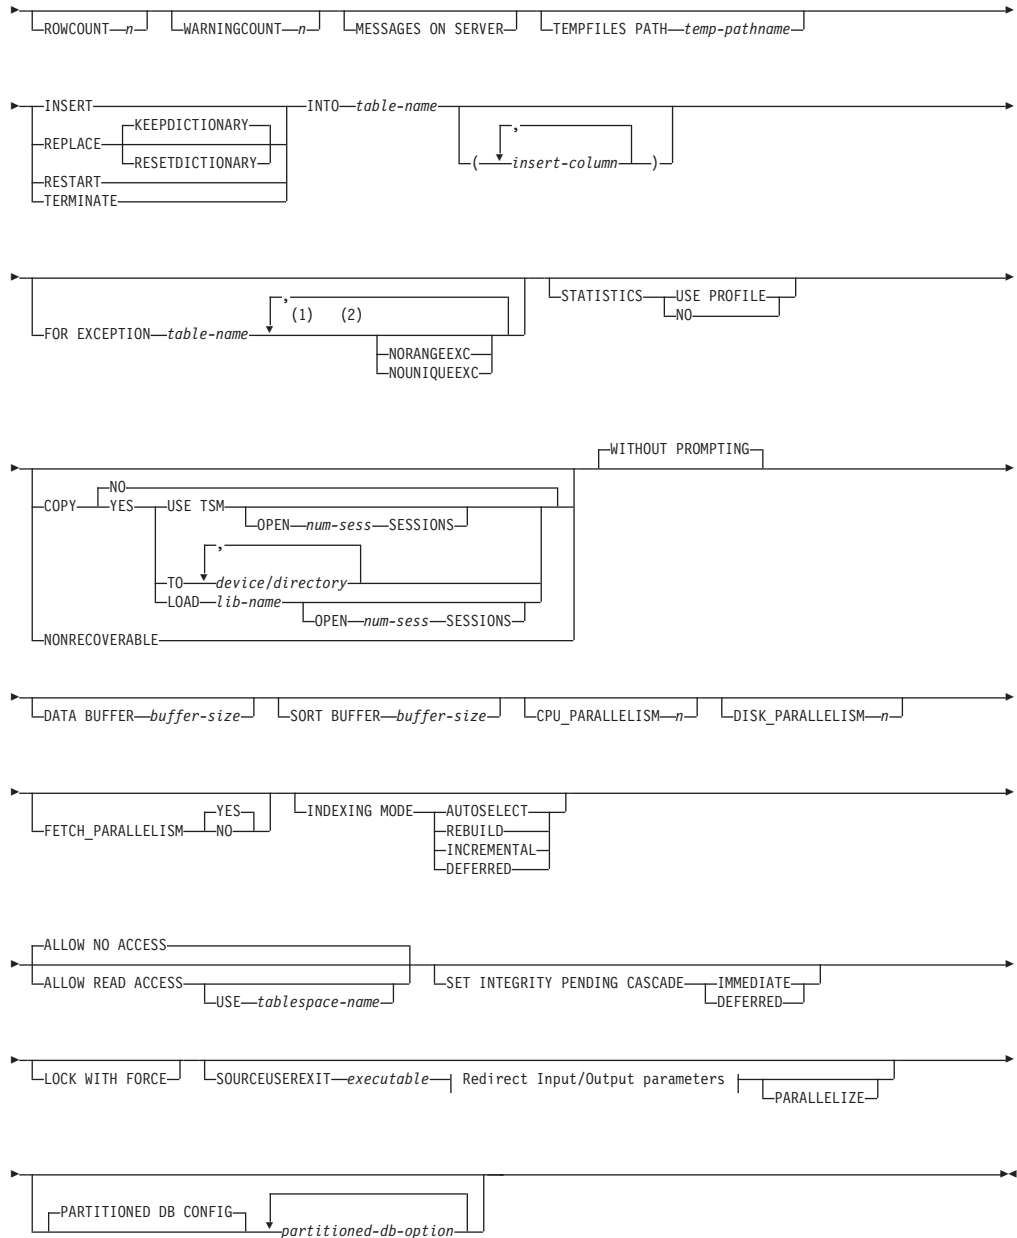 ROWCOUNT n WARNINGCOUNT n MESSAGES ON SERVER TEMPFILES PATH temp-pathname
INSERT INTO table-name
KEEPDICTIONARY ,
REPLACE ( insert-column )
RESETDICTIONARY
RESTART
TERMINATE
STATISTICS USE PROFILE
, NO
(1) (2)
FOR EXCEPTION table-name
NORANGEEXC
NOUNIQUEEXC
WITHOUT PROMPTING
NO
COPY YES USE TSM
OPEN num-sess SESSIONS
,
TO device/directory
LOAD lib-name
OPEN num-sess SESSIONS
NONRECOVERABLE
DATA BUFFER buffer-size SORT BUFFER buffer-size CPU_PARALLELISM n DISK_PARALLELISM n
YES INDEXING MODE AUTOSELECT
FETCH_PARALLELISM NO REBUILD
INCREMENTAL
DEFERRED
ALLOW NO ACCESS
ALLOW READ ACCESS SET INTEGRITY PENDING CASCADE IMMEDIATE
USE tablespace-name DEFERRED
LOCK WITH FORCE SOURCEUSEREXIT executable Redirect Input/Output parameters
PARALLELIZE
PARTITIONED DB CONFIG
partitioned-db-option